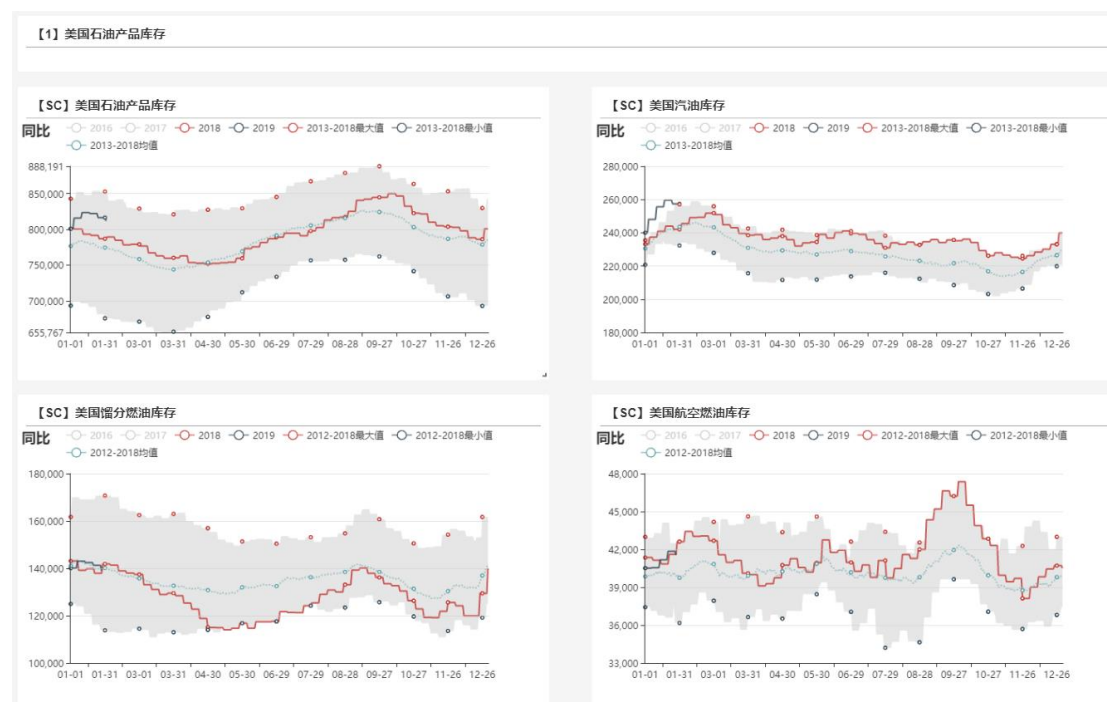 【1】美国石油产品库存
【SC】美国石油产品库存
同比
2016 2017 2018 2019 2013-2018最大值 2013-2018最小值
2013-2018均值
888,191
850,000
800,000
750,000
700,000
655,767
01-01 01-31 03-01 03-31 04-30 05-30 06-29 07-29 08-28 09-27 10-27 11-26 12-26
【SC】美国汽油库存
同比
2016 2017 2018 2019 2013-2018最大值 2013-2018最小值
2013-2018均值
280,000
260,000
240,000
220,000
200,000
180,000
01-01 01-31 03-01 03-31 04-30 05-30 06-29 07-29 08-28 09-27 10-27 11-26 12-26
【SC】美国馏分燃油库存
同比
2016 2017 2018 2019 2012-2018最大值 2012-2018最小值
2012-2018均值
180,000
160,000
140,000
120,000
100,000
01-01 01-31 03-01 03-31 04-30 05-30 06-29 07-29 08-28 09-27 10-27 11-26 12-26
【SC】美国航空燃油库存
同比
2016 2017 2018 2019 2012-2018最大值 2012-2018最小值
2012-2018均值
48,000
45,000
42,000
39,000
36,000
33,000
01-01 01-31 03-01 03-31 04-30 05-30 06-29 07-29 08-28 09-27 10-27 11-26 12-26